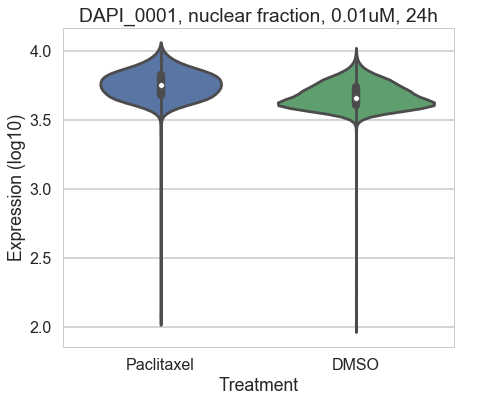 DAPI_0001, nuclear fraction, 0.01uM, 24h
Expression (log10)
4.0
3.5
3.0
2.5
2.0
Paclitaxel DMSO
Treatment